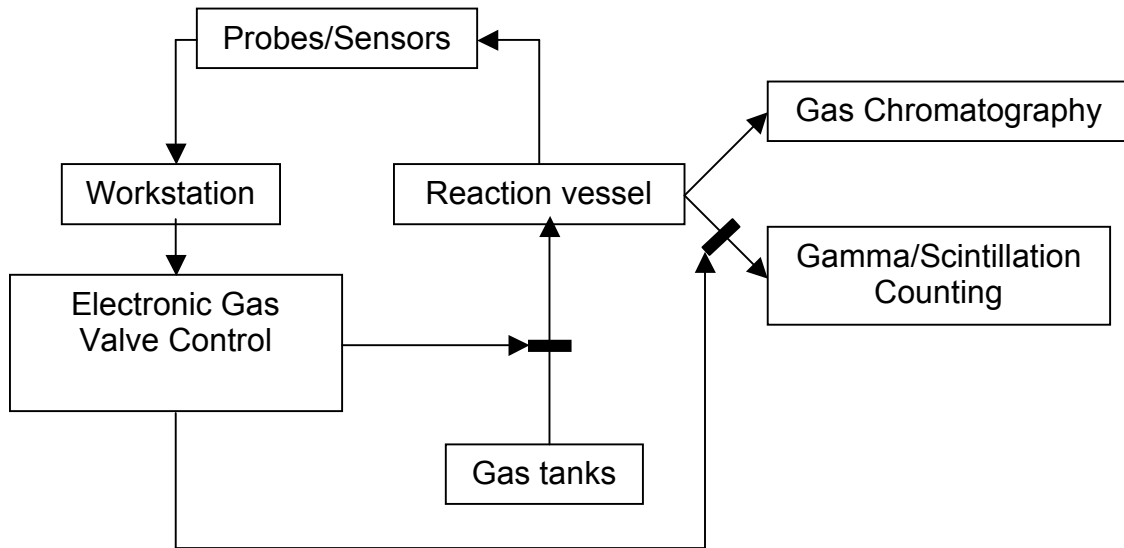 Probes/Sensors
Gas Chromatography
Workstation
Reaction vessel
Gamma/Scintillation
Counting
Electronic Gas
Valve Control
Gas tanks